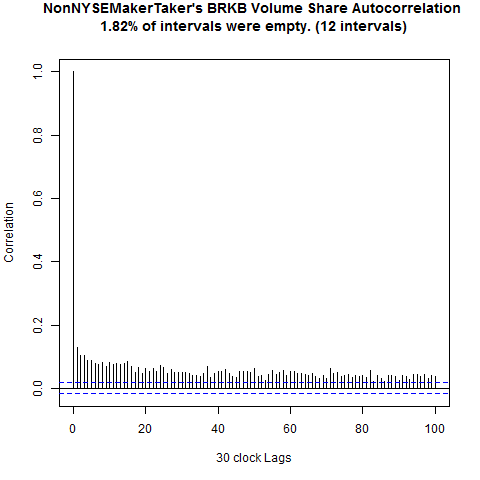 NonNYSEMakerTaker's BRKB Volume Share Autocorrelation
1.82% of intervals were empty. (12 intervals)
1.0
0.8
0.6
0.4
0.2
0.0
Correlation
0 20 40 60 80 100
30 clock Lags